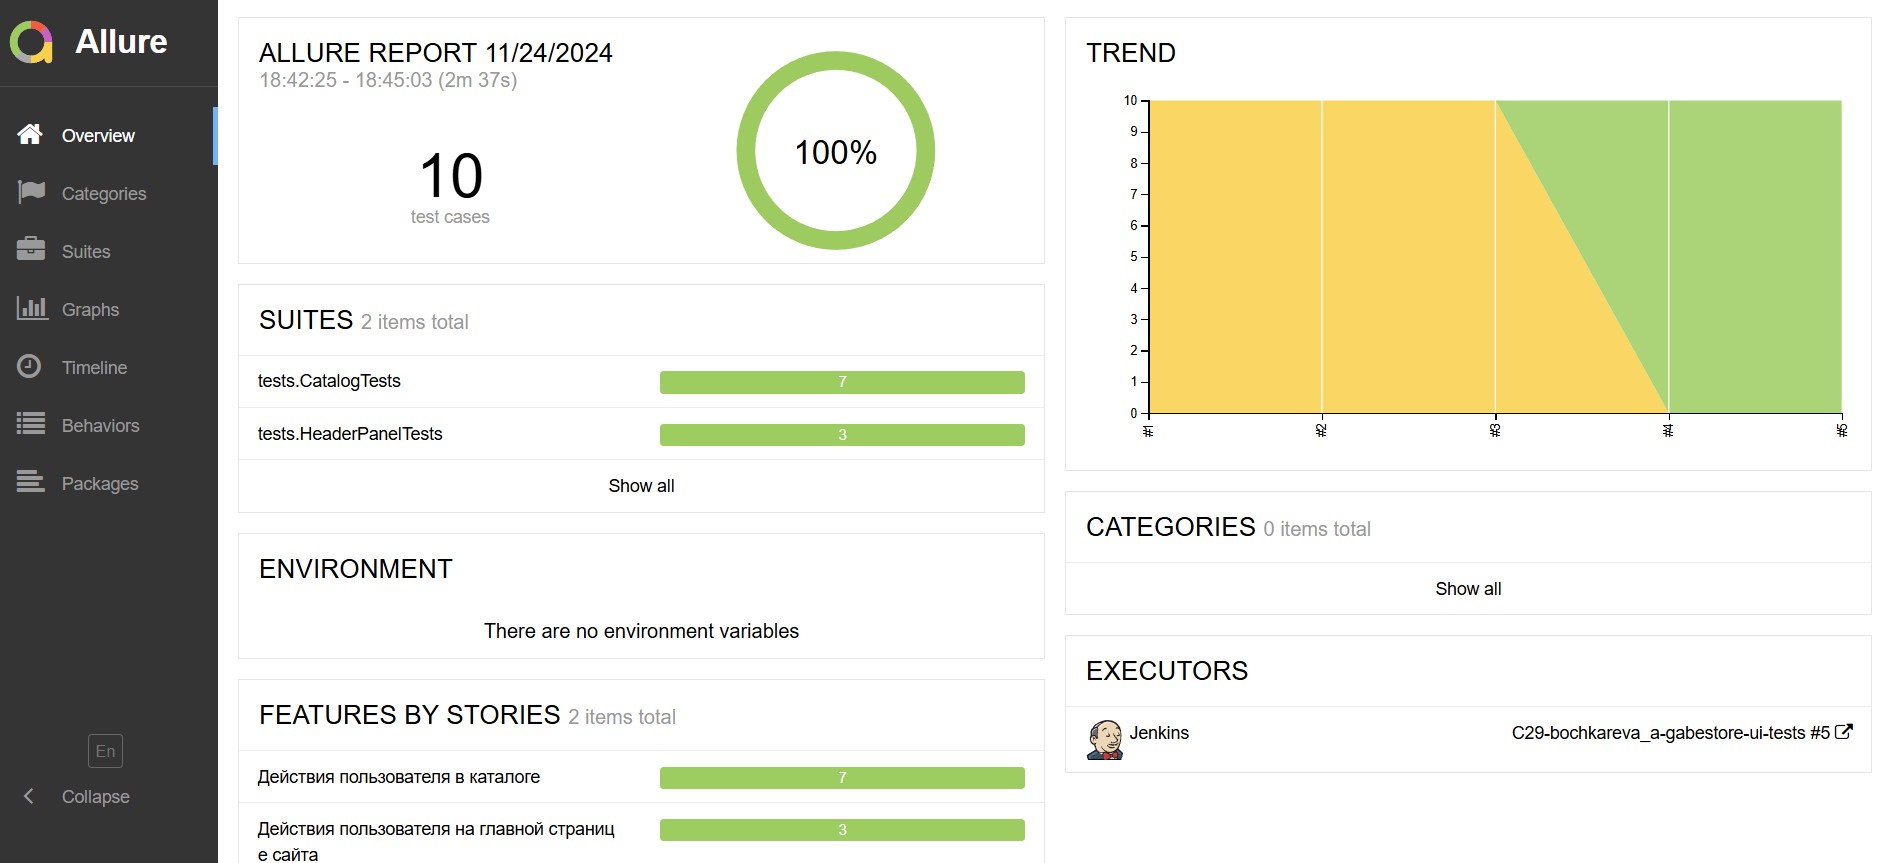 Allure
Overview
Categories
Suites
Graphs
Timeline
Behaviors
Packages
En
Collapse
ALLURE REPORT 11/24/2024
18:42:25 - 18:45:03 (2m 37s)
10
test cases
100%
SUITES 2 items total
tests.CatalogTests 7
tests.HeaderPanelTests 3
Show all
ENVIRONMENT
There are no environment variables
FEATURES BY STORIES 2 items total
Действия пользователя в каталоге 7
Действия пользователя на главной страниц 3
е сайта
TREND
10
9
8
7
6
5
4
3
2
1
0
#1 #2 #3 #4 #5
CATEGORIES 0 items total
Show all
EXECUTORS
Jenkins C29-bochkareva_a-gabestore-ui-tests #5